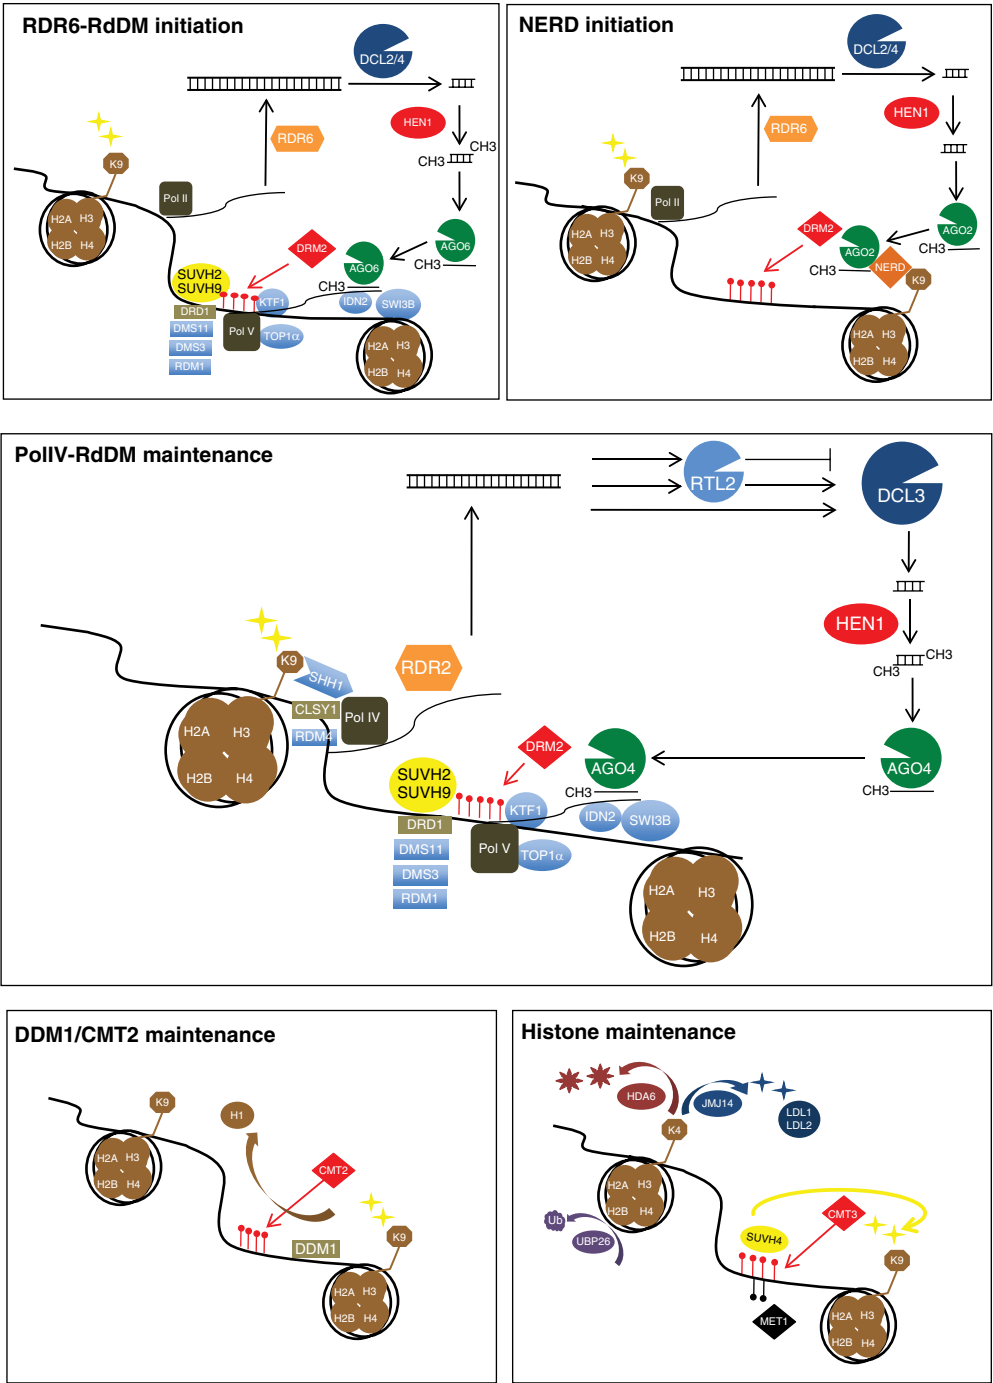 RDR6-RdDM initiation
DCL2/4
HEN1
CH3
CH3
RDR6
K9
Pol II
H2A H3
H2B H4
AGO6
DRM2
AGO6
CH3
CH3
SUVH2
SUVH9
DRD1
DMS11
DMS3
RDM1
KTF1
Pol V
TOP1α
IDN2
SWI3B
H2A H3
H2B H4
NERD initiation
DCL2/4
HEN1
RDR6
K9
Pol II
H2A H3
H2B H4
AGO2
CH3
DRM2
AGO2
CH3
NERD
K9
H2A H3
H2B H4
PolIV-RdDM maintenance
RTL2
DCL3
HEN1
CH3
CH3
RDR2
K9
SHH1
CLSY1
Pol IV
RDM4
H2A H3
H2B H4
DRM2
AGO4
CH3
AGO4
CH3
SUVH2
SUVH9
DRD1
DMS11
DMS3
RDM1
KTF1
Pol V
TOP1α
IDN2
SWI3B
H2A H3
H2B H4
DDM1/CMT2 maintenance
K9
H1
H2A H3
H2B H4
CMT2
DDM1
K9
H2A H3
H2B H4
Histone maintenance
HDA6
JMJ14
LDL1
LDL2
K4
H2A H3
H2B H4
Ub
UBP26
CMT3
SUVH4
K9
MET1
H2A H3
H2B H4